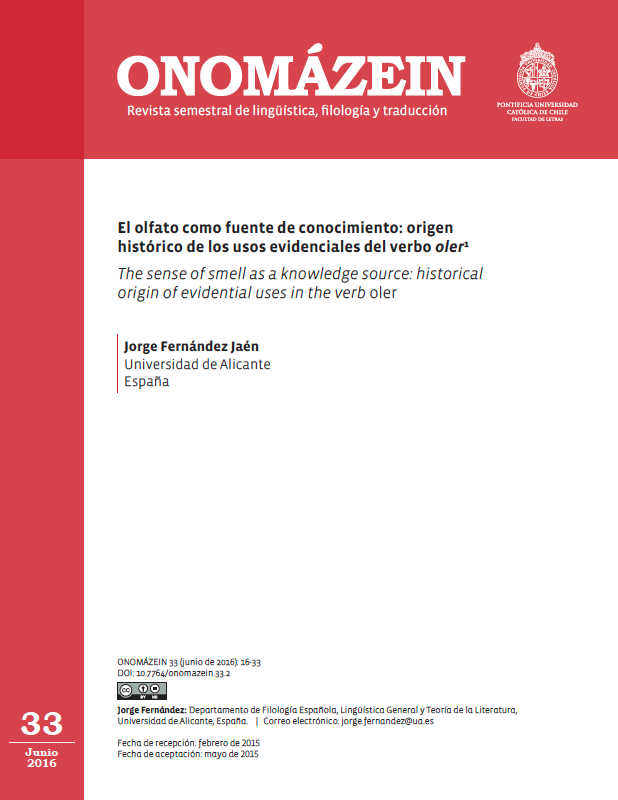 ONOMÁZEIN
Revista semestral de lingüística, filología y traducción
PONTIFICIA UNIVERSIDAD
CATÓLICA DE CHILE
FACULTAD DE LETRAS
El olfato como fuente de conocimiento: origen
histórico de los usos evidenciales del verbo oler¹
The sense of smell as a knowledge source: historical
origin of evidential uses in the verb oler
Jorge Fernández Jaén
Universidad de Alicante
España
ONOMÁZEIN 33 (junio de 2016): 16-33
DOI: 10.7764/onomazein.33.2
cc BY ND
Jorge Fernández: Departamento de Filología Española, Lingüística General y Teoría de la Literatura,
Universidad de Alicante, España. | Correo electrónico: jorge.fernandez@ua.es
Fecha de recepción: febrero de 2015
Fecha de aceptación: mayo de 2015
33
Junio
2016